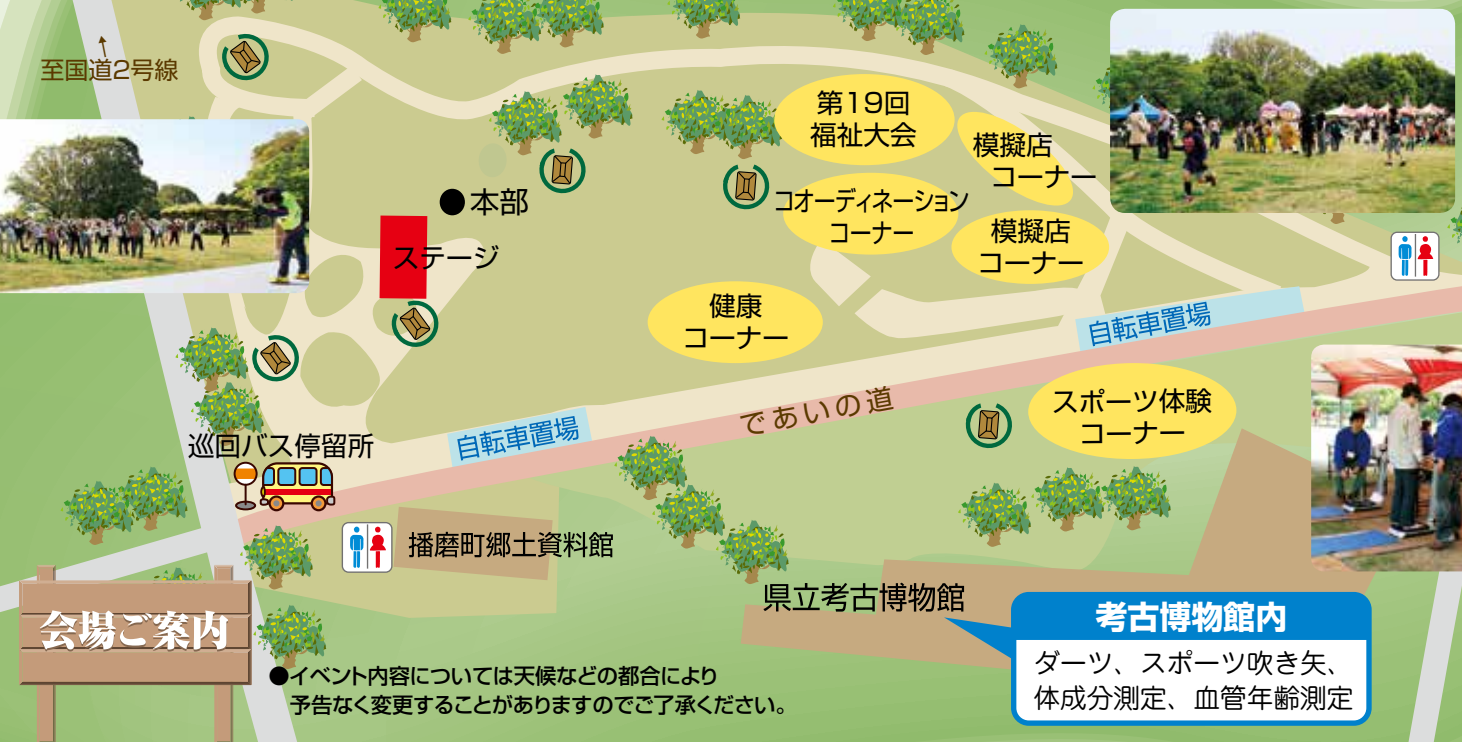 至国道2号線
第19回
福祉大会
模擬店
コーナー
●本部
コオーディネーション
コーナー
模擬店
コーナー
ステージ
健康
コーナー
自転車置場
スポーツ体験
コーナー
であいの道
自転車置場
巡回バス停留所
播磨町郷土資料館
県立考古博物館
会場ご案内
考古博物館内
ダーツ、スポーツ吹き矢、
体成分測定、血管年齢測定
●イベント内容については天候などの都合により
予告なく変更することがありますのでご了承ください。